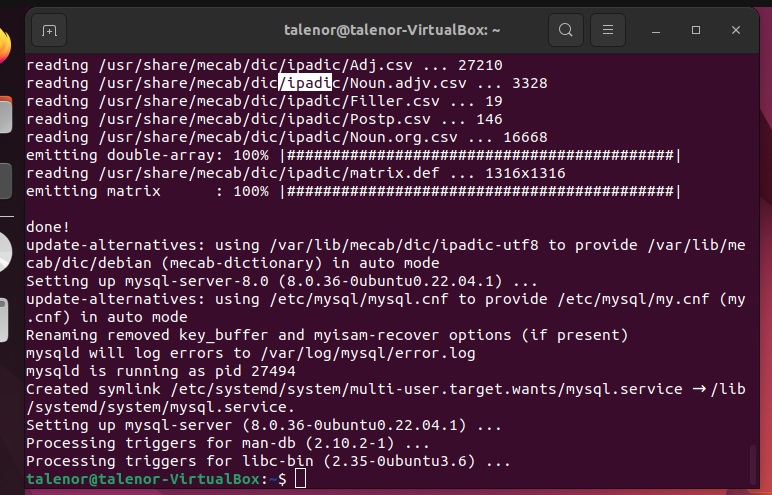 talenor@talenor-VirtualBox: ~
reading /usr/share/mecab/dic/ipadic/Adj.csv ... 27210
reading /usr/share/mecab/dic/ipadic/Noun.adjv.csv ... 3328
reading /usr/share/mecab/dic/ipadic/Filler.csv ... 19
reading /usr/share/mecab/dic/ipadic/Postp.csv ... 146
reading /usr/share/mecab/dic/ipadic/Noun.org.csv ... 16668
emitting double-array: 100% |###########################################|
reading /usr/share/mecab/dic/ipadic/matrix.def ... 1316x1316
emitting matrix      : 100% |###########################################|
done!
update-alternatives: using /var/lib/mecab/dic/ipadic-utf8 to provide /var/lib/me
cab/dic/debian (mecab-dictionary) in auto mode
Setting up mysql-server-8.0 (8.0.36-0ubuntu0.22.04.1) ...
update-alternatives: using /etc/mysql/mysql.cnf to provide /etc/mysql/my.cnf (my
.cnf) in auto mode
Renaming removed key_buffer and myisam-recover options (if present)
mysqld will log errors to /var/log/mysql/error.log
mysqld is running as pid 27494
Created symlink /etc/systemd/system/multi-user.target.wants/mysql.service → /lib
/systemd/system/mysql.service.
Setting up mysql-server (8.0.36-0ubuntu0.22.04.1) ...
Processing triggers for man-db (2.10.2-1) ...
Processing triggers for libc-bin (2.35-0ubuntu3.6) ...
talenor@talenor-VirtualBox:~$